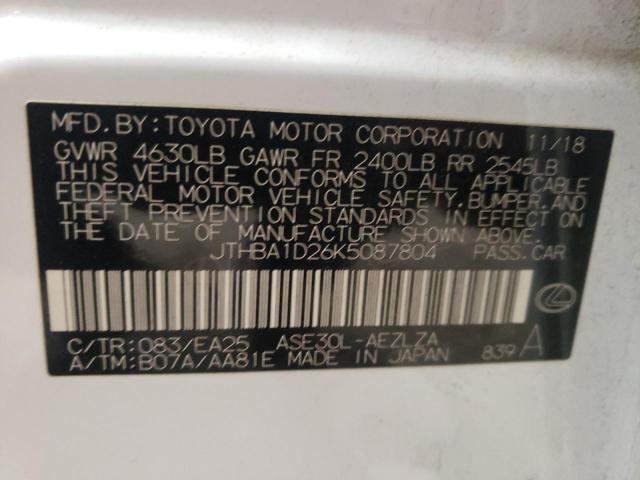 MFD.BY:TOYOTA MOTOR CORPORATION 11/18
GVWR 4630LB GAWR FR 2400LB RR 2545LB
THIS VEHICLE CONFORMS TO ALL APPLICABLE
FEDERAL MOTOR VEHICLE SAFETY,BUMPER,AND
THEFT PREVENTION STANDARDS IN EFFECT ON
THE DATE OF MANUFACTURE SHOWN ABOVE.
JTHBA1D26K5087804 PASS.CAR
C/TR:083/EA25 ASE30L-AEZLZA
A/TM:B07A/AA81E MADE IN JAPAN 839 A